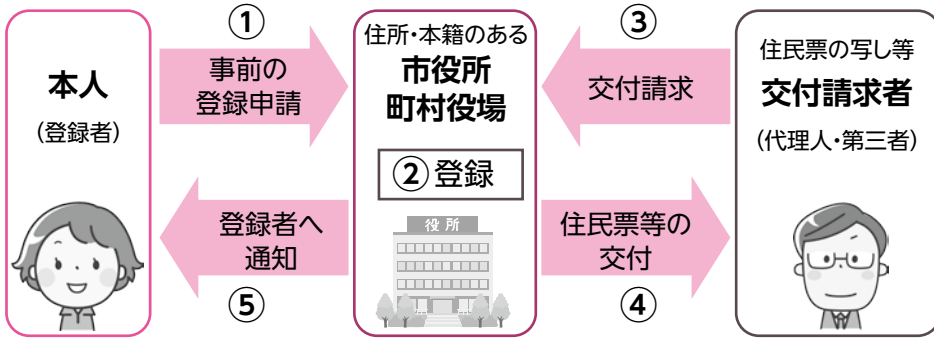 本人
(登録者)
①
事前の
登録申請
住所・本籍のある
市役所
町村役場
②登録
役所
③
交付請求
住民票の写し等
交付請求者
(代理人・第三者)
住民票等の
交付
④
登録者へ
通知
⑤